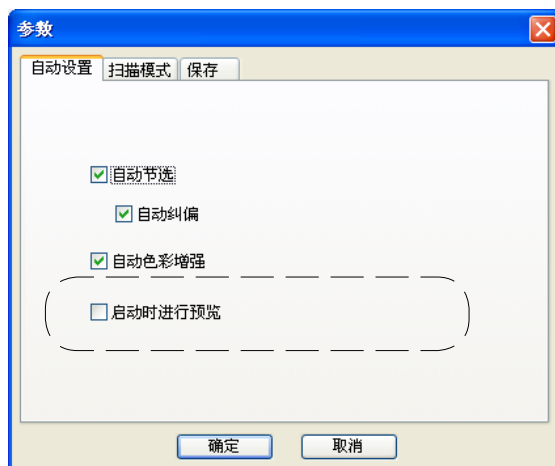 参数
自动设置 扫描模式 保存
自动节选
自动纠偏
自动色彩增强
启动时进行预览
确定 取消